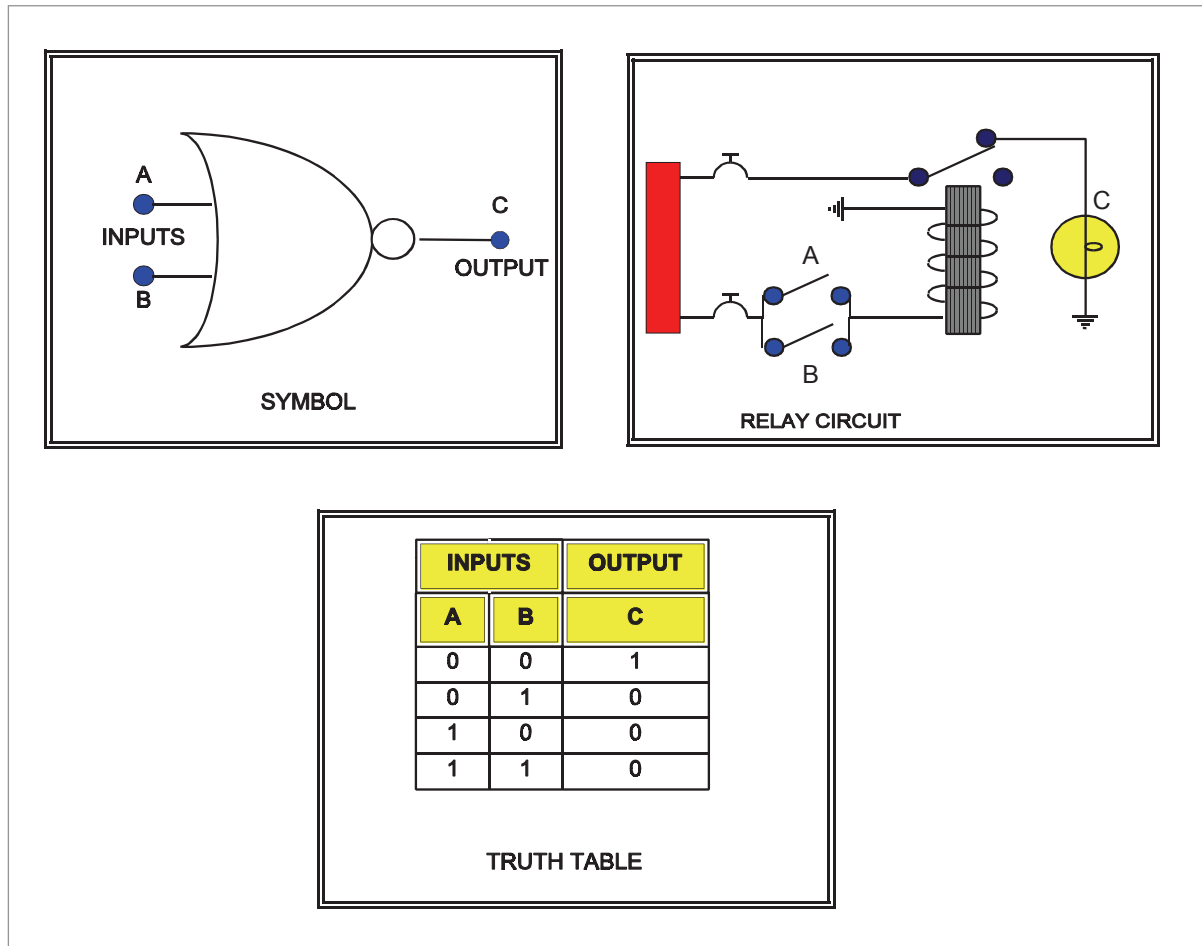 A
INPUTS
B
C
OUTPUT
SYMBOL
A
B
C
RELAY CIRCUIT
INPUTS OUTPUT
A B C
0 0 1
0 1 0
1 0 0
1 1 0
TRUTH TABLE